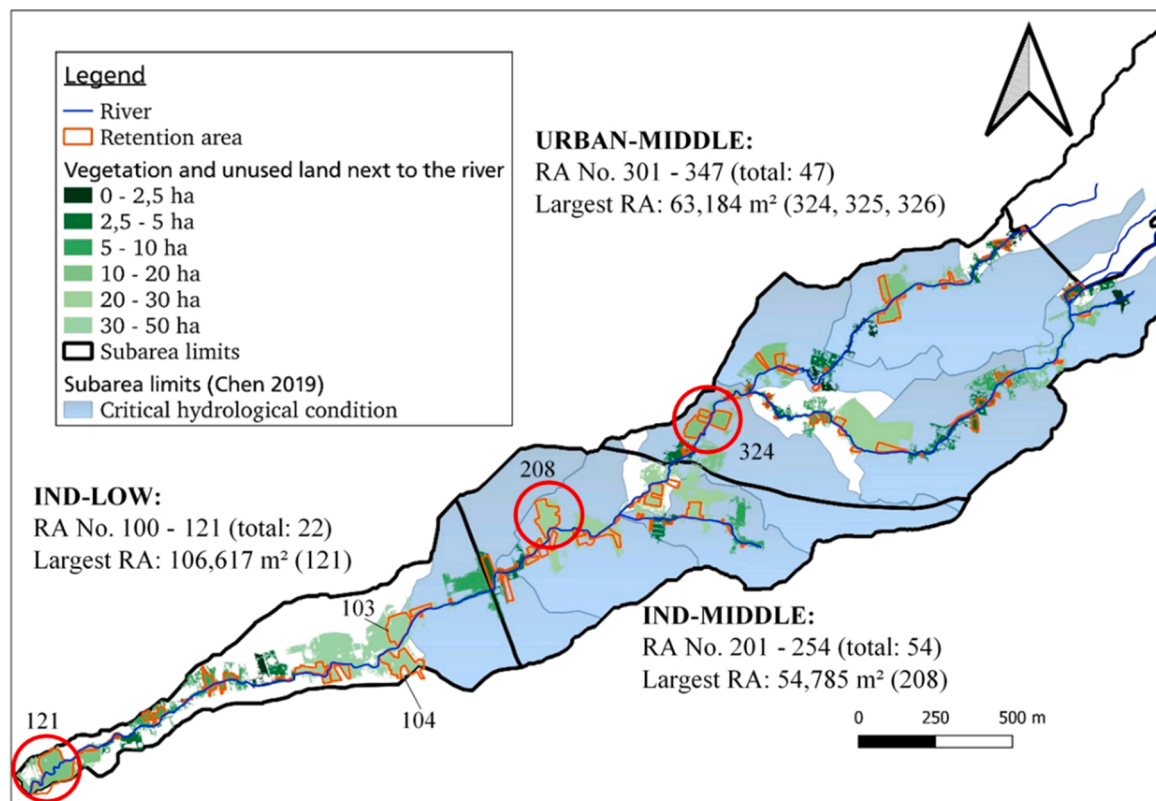 Legend
River
Retention area
Vegetation and unused land next to the river
0 - 2,5 ha
2,5 - 5 ha
5 - 10 ha
10 - 20 ha
20 - 30 ha
30 - 50 ha
Subarea limits
Subarea limits (Chen 2019)
Critical hydrological condition
URBAN-MIDDLE:
RA No. 301 - 347 (total: 47)
Largest RA: 63,184 m² (324, 325, 326)
324
208
IND-LOW:
RA No. 100 - 121 (total: 22)
Largest RA: 106,617 m² (121)
103
104
121
IND-MIDDLE:
RA No. 201 - 254 (total: 54)
Largest RA: 54,785 m² (208)
0 250 500 m